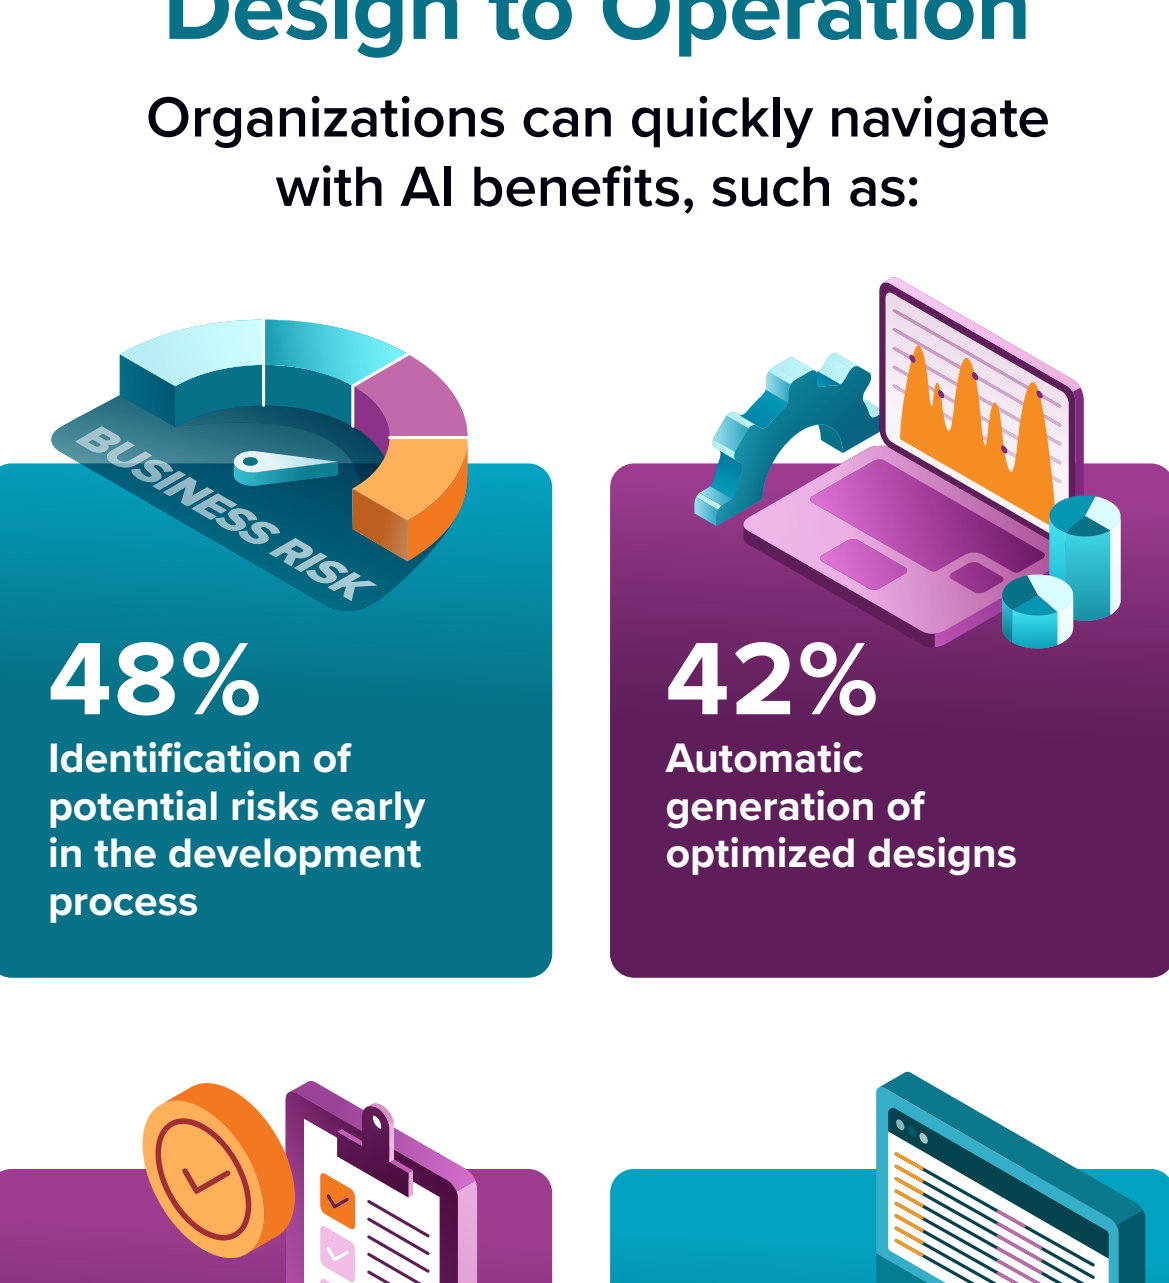 Design to Operation
Organizations can quickly navigate
with AI benefits, such as:
BUSINESS RISK
48%
Identification of
potential risks early
in the development
process
42%
Automatic
generation of
optimized designs